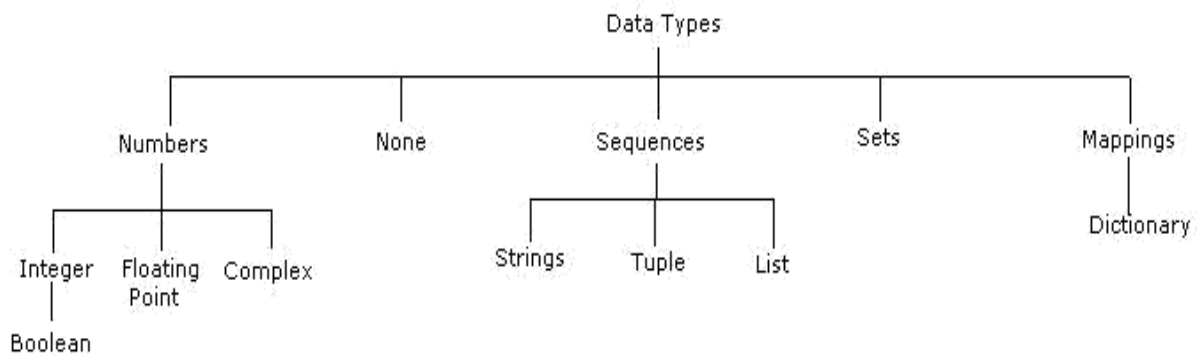 Data Types
Numbers
None
Sequences
Sets
Mappings
Integer
Floating
Point
Complex
Strings
Tuple
List
Dictionary
Boolean